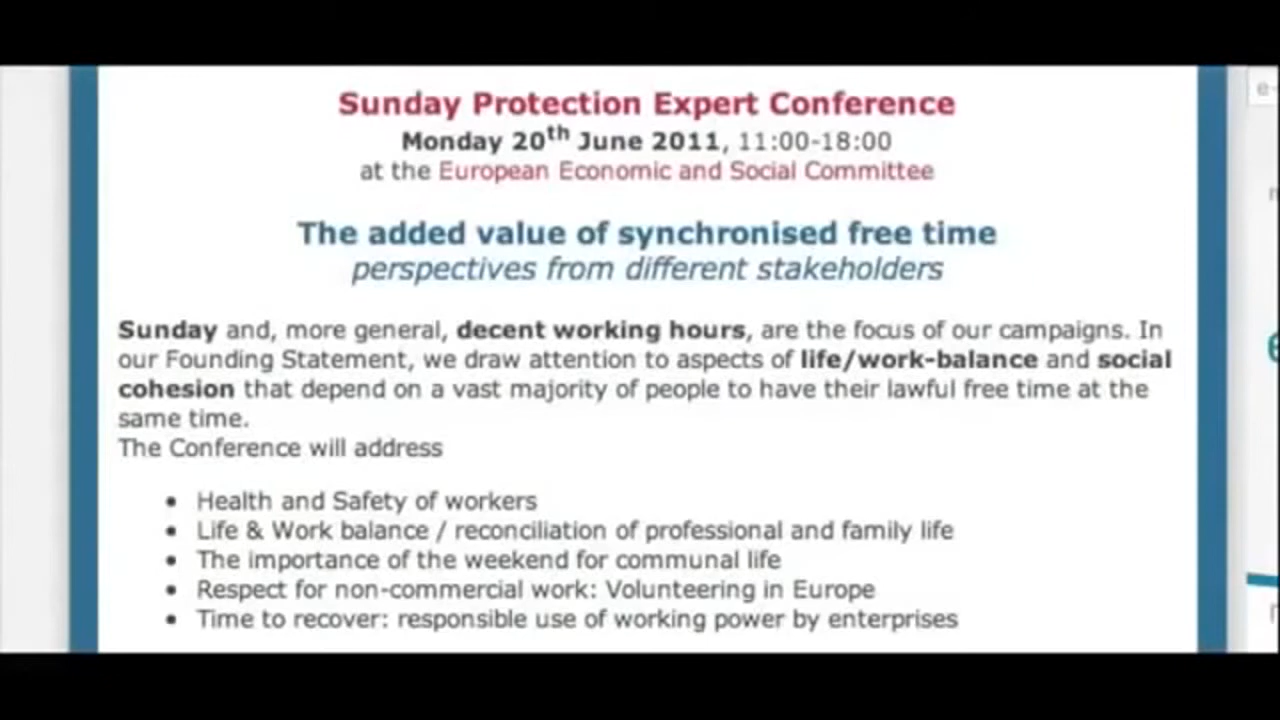 Sunday Protection Expert Conference
Monday 20th June 2011, 11:00-18:00
at the European Economic and Social Committee
The added value of synchronised free time
perspectives from different stakeholders
Sunday and, more general, decent working hours, are the focus of our campaigns. In
our Founding Statement, we draw attention to aspects of life/work-balance and social
cohesion that depend on a vast majority of people to have their lawful free time at the
same time.
The Conference will address
• Health and Safety of workers
• Life & Work balance / reconciliation of professional and family life
• The importance of the weekend for communal life
• Respect for non-commercial work: Volunteering in Europe
• Time to recover: responsible use of working power by enterprises